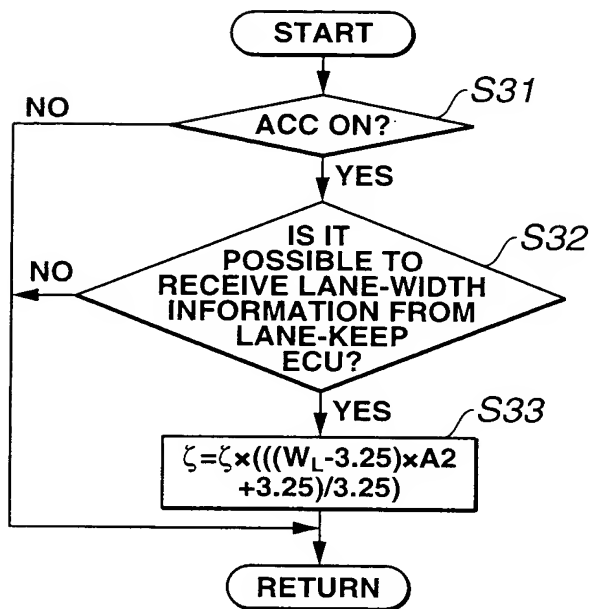 START
S31
NO
ACC ON?
YES
S32
IS IT
POSSIBLE TO
NO
RECEIVE LANE-WIDTH
INFORMATION FROM
LANE-KEEP
ECU?
YES
S33
ζ=ζ×(((W_L-3.25)×A2
+3.25)/3.25)
RETURN